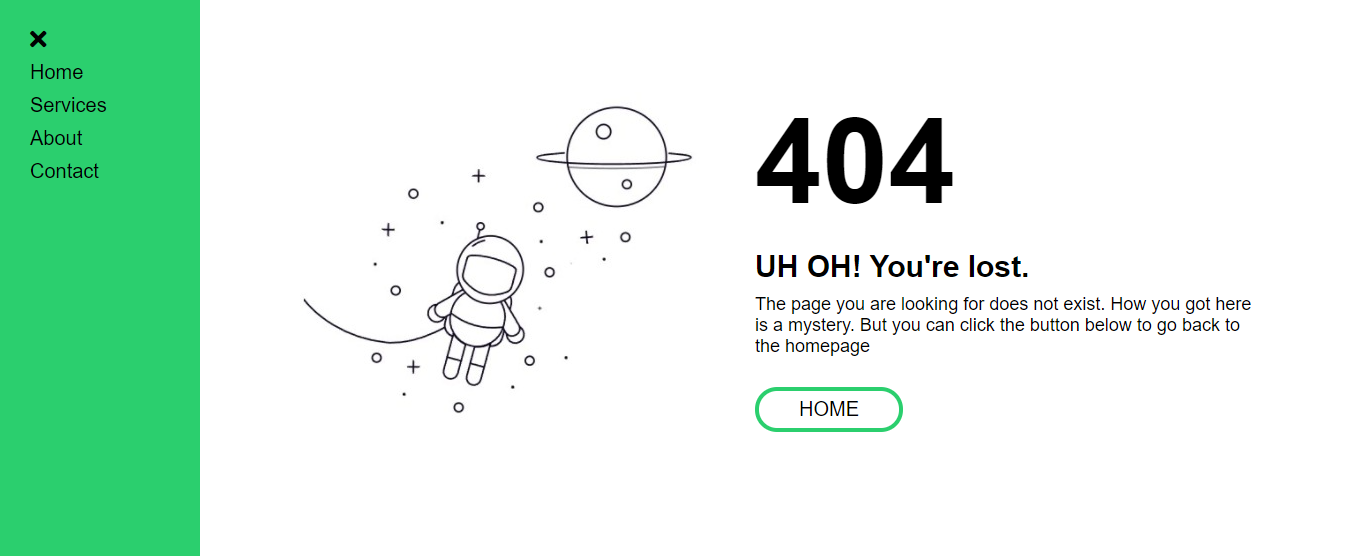 Home
Services
About
Contact
404
UH OH! You're lost.
The page you are looking for does not exist. How you got here
is a mystery. But you can click the button below to go back to
the homepage
HOME